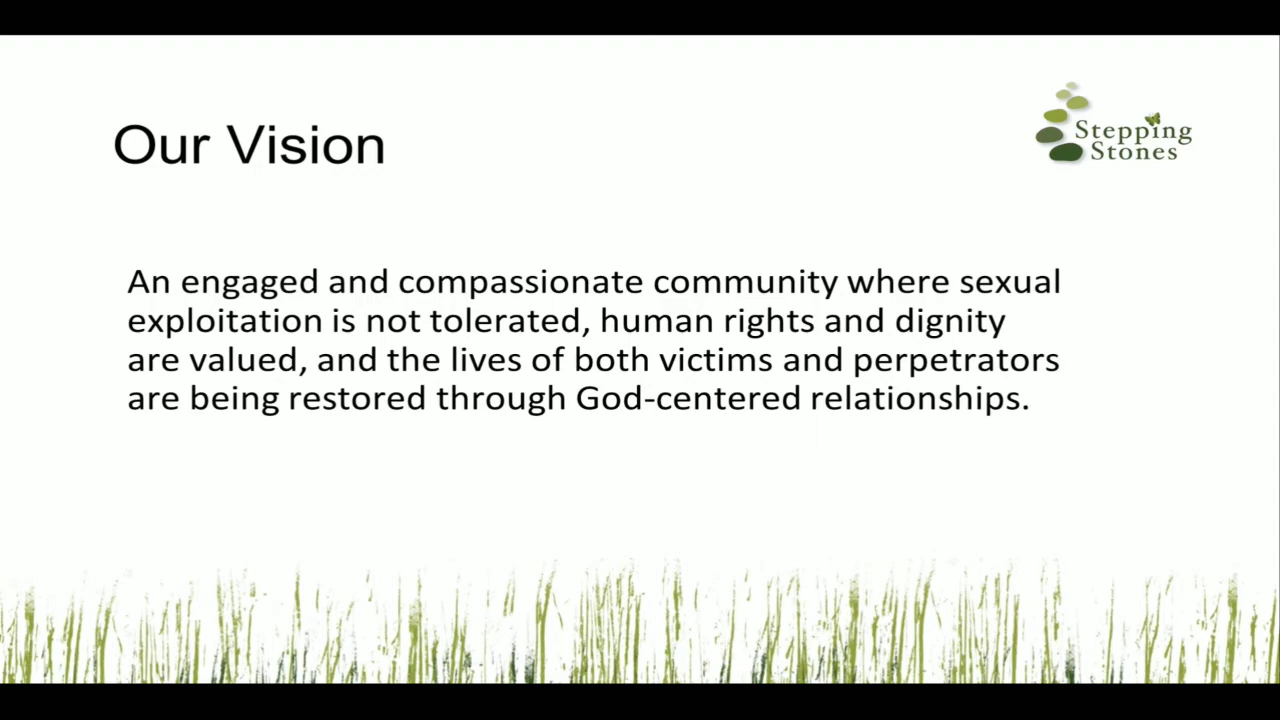 Our Vision
Stepping
Stones
An engaged and compassionate community where sexual
exploitation is not tolerated, human rights and dignity
are valued, and the lives of both victims and perpetrators
are being restored through God-centered relationships.